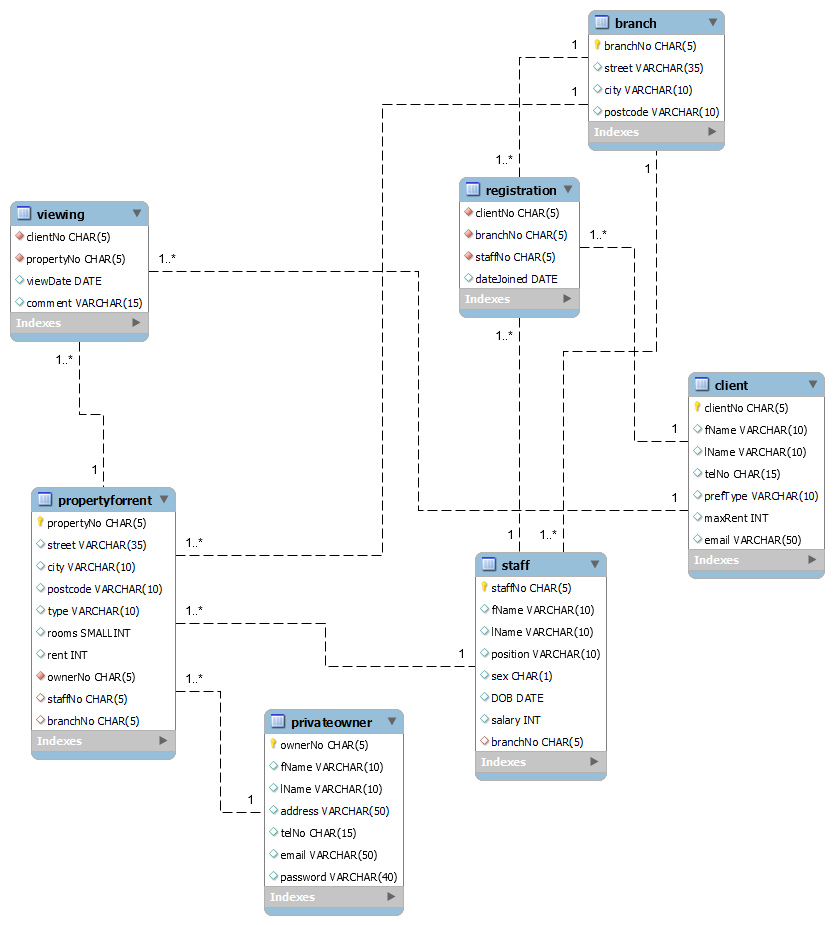 branch
branchNo CHAR(5)
street VARCHAR(35)
city VARCHAR(10)
postcode VARCHAR(10)
Indexes
1
1
1
1..*
registration
clientNo CHAR(5)
branchNo CHAR(5)
staffNo CHAR(5)
dateJoined DATE
Indexes
1..*
1..*
viewing
clientNo CHAR(5)
propertyNo CHAR(5)
viewDate DATE
comment VARCHAR(15)
Indexes
1..*
1..*
1
client
clientNo CHAR(5)
fName VARCHAR(10)
lName VARCHAR(10)
telNo CHAR(15)
prefType VARCHAR(10)
maxRent INT
email VARCHAR(50)
Indexes
1
1
propertyforrent
propertyNo CHAR(5)
street VARCHAR(35)
city VARCHAR(10)
postcode VARCHAR(10)
type VARCHAR(10)
rooms SMALLINT
rent INT
ownerNo CHAR(5)
staffNo CHAR(5)
branchNo CHAR(5)
Indexes
1..*
1..*
1..*
1
1..*
1
staff
staffNo CHAR(5)
fName VARCHAR(10)
lName VARCHAR(10)
position VARCHAR(10)
sex CHAR(1)
DOB DATE
salary INT
branchNo CHAR(5)
Indexes
1
privateowner
ownerNo CHAR(5)
fName VARCHAR(10)
lName VARCHAR(10)
address VARCHAR(50)
telNo CHAR(15)
email VARCHAR(50)
password VARCHAR(40)
Indexes